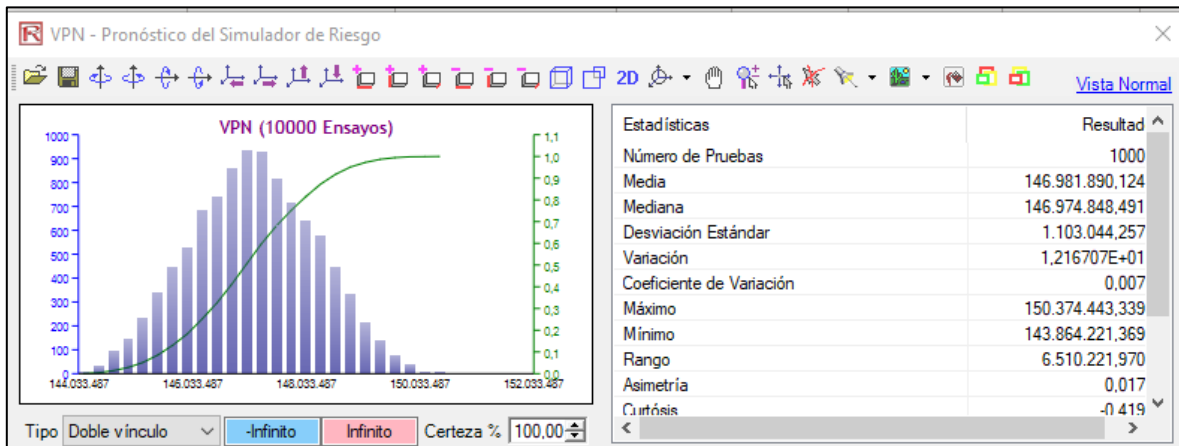 VPN - Pronóstico del Simulador de Riesgo
2D
Vista Normal
VPN (10000 Ensayos)
1000
900
800
700
600
500
400
300
200
100
0
1,1
1,0
0,9
0,8
0,7
0,6
0,5
0,4
0,3
0,2
0,1
0,0
144.033.487 146.033.487 148.033.487 150.033.487 152.033.487
Tipo Doble vínculo -Infinito Infinito Certeza % 100,00
Estadísticas Resultad
Número de Pruebas 1000
Media 146.981.890,124
Mediana 146.974.848,491
Desviación Estándar 1.103.044,257
Variación 1,216707E+01
Coeficiente de Variación 0,007
Máximo 150.374.443,339
Mínimo 143.864.221,369
Rango 6.510.221,970
Asimetría 0,017
Curtósis -0,419